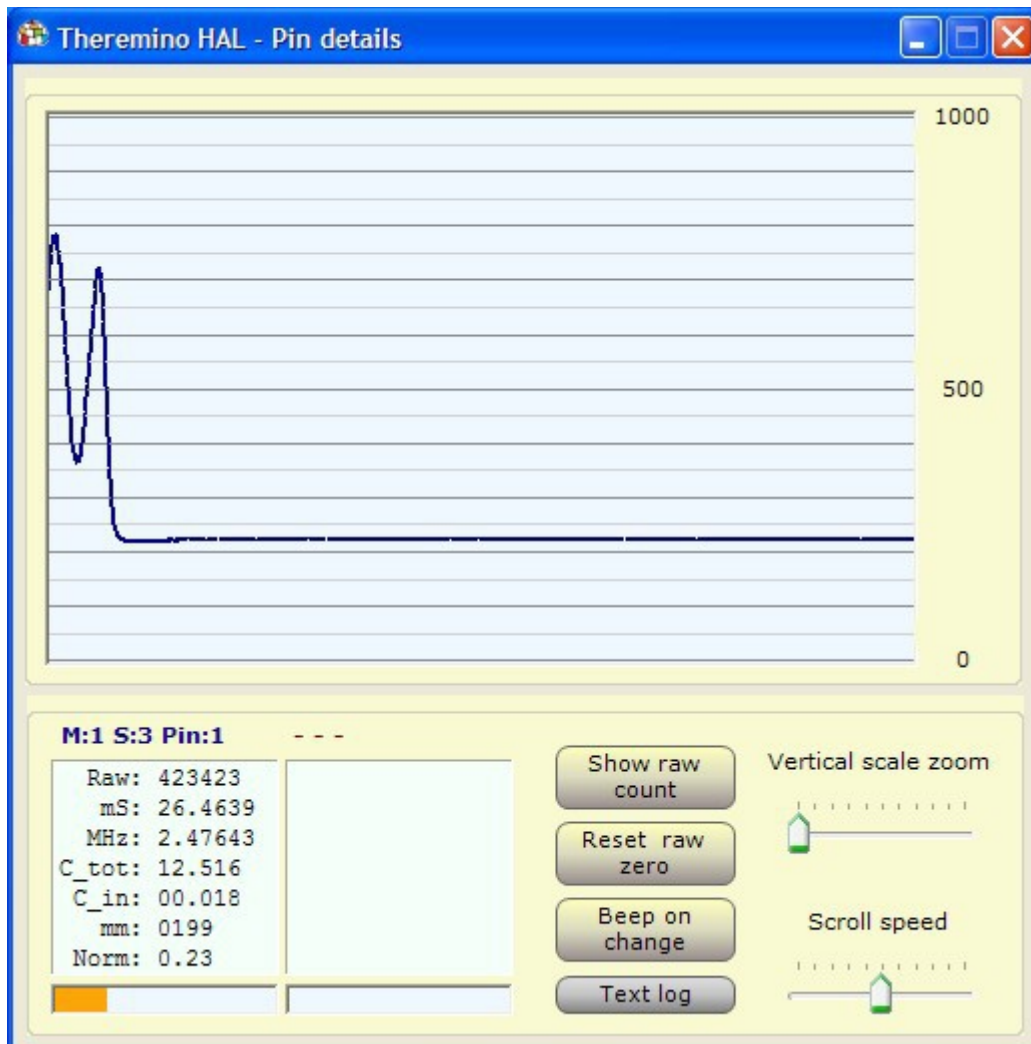 Theremino HAL - Pin details
1000
500
0
M:1 S:3 Pin:1
- - -
Raw: 423423
mS: 26.4639
MHz: 2.47643
C_tot: 12.516
C_in: 00.018
mm: 0199
Norm: 0.23
Show raw
count
Reset raw
zero
Beep on
change
Text log
Vertical scale zoom
Scroll speed